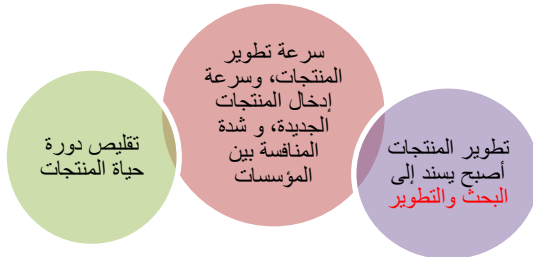 تطوير المنتجات
أصبح يسند إلى
البحث والتطوير
سرعة تطوير
المنتجات، وسرعة
إدخال المنتجات
الجديدة، و شدة
المنافسة بين
المؤسسات
تقليص دورة
حياة المنتجات